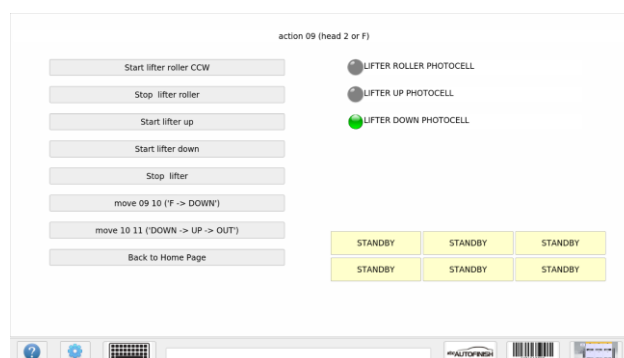 action 09 (head 2 or F)
Start lifter roller CCW
Stop lifter roller
Start lifter up
Start lifter down
Stop lifter
move 09 10 ('F -> DOWN')
move 10 11 ('DOWN -> UP -> OUT')
Back to Home Page
LIFTER ROLLER PHOTOCELL
LIFTER UP PHOTOCELL
LIFTER DOWN PHOTOCELL
STANDBY STANDBY STANDBY
STANDBY STANDBY STANDBY
?
AUTOFINISH